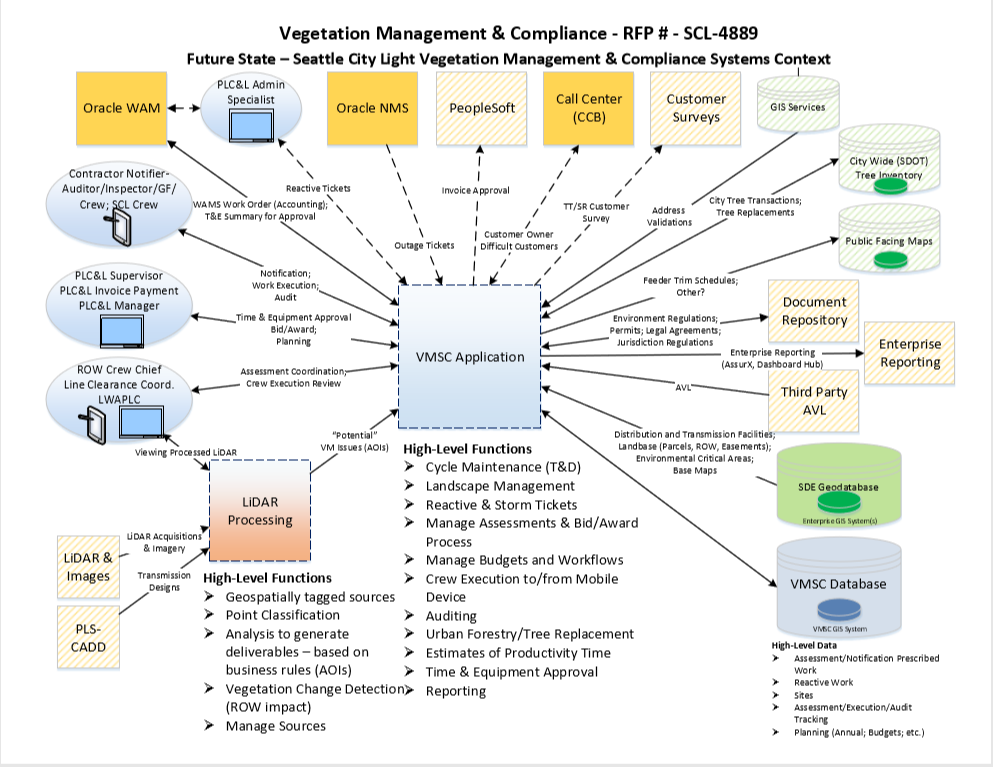 Vegetation Management & Compliance - RFP # - SCL-4889
Future State – Seattle City Light Vegetation Management & Compliance Systems Context
Oracle WAM
PLC&L Admin
Specialist
Oracle NMS
PeopleSoft
Call Center
(CCB)
Customer
Surveys
GIS Services
City Wide (SDOT)
Tree Inventory
Public Facing Maps
Contractor Notifier-
Auditor/Inspector/GF/
Crew; SCL Crew
PLC&L Supervisor
PLC&L Invoice Payment
PLC&L Manager
ROW Crew Chief
Line Clearance Coord.
LWAPLC
Reactive Tickets
WAMS Work Order (Accounting);
T&E Summary for Approval
Outage Tickets
Invoice Approval
Customer Owner
Difficult Customers
TT/SR Customer
Survey
Address
Validations
City Tree Transactions;
Tree Replacements
Notification;
Work Execution;
Audit
Time & Equipment Approval
Bid/Award;
Planning
Assessment Coordination;
Crew Execution Review
VMSC Application
Feeder Trim Schedules;
Other?
Environment Regulations;
Permits; Legal Agreements;
Jurisdiction Regulations
Document
Repository
Enterprise Reporting
(AssurX, Dashboard Hub)
Enterprise
Reporting
AVL
Third Party
AVL
Distribution and Transmission Facilities;
Landbase (Parcels, ROW, Easements);
Environmental Critical Areas;
Base Maps
SDE Geodatabase
Enterprise GIS System(s)
VMSC Database
VMSC GIS System
Viewing Processed LiDAR
"Potential"
VM Issues (AOIs)
LiDAR
Processing
LiDAR Acquisitions
& Imagery
LiDAR &
Images
Transmission
Designs
PLS-
CADD
High-Level Functions
Geospatially tagged sources
Point Classification
Analysis to generate
deliverables – based on
business rules (AOIs)
Vegetation Change Detection
(ROW impact)
Manage Sources
High-Level Functions
Cycle Maintenance (T&D)
Landscape Management
Reactive & Storm Tickets
Manage Assessments & Bid/Award
Process
Manage Budgets and Workflows
Crew Execution to/from Mobile
Device
Auditing
Urban Forestry/Tree Replacement
Estimates of Productivity Time
Time & Equipment Approval
Reporting
High-Level Data
Assessment/Notification Prescribed
Work
Reactive Work
Sites
Assessment/Execution/Audit
Tracking
Planning (Annual; Budgets; etc.)